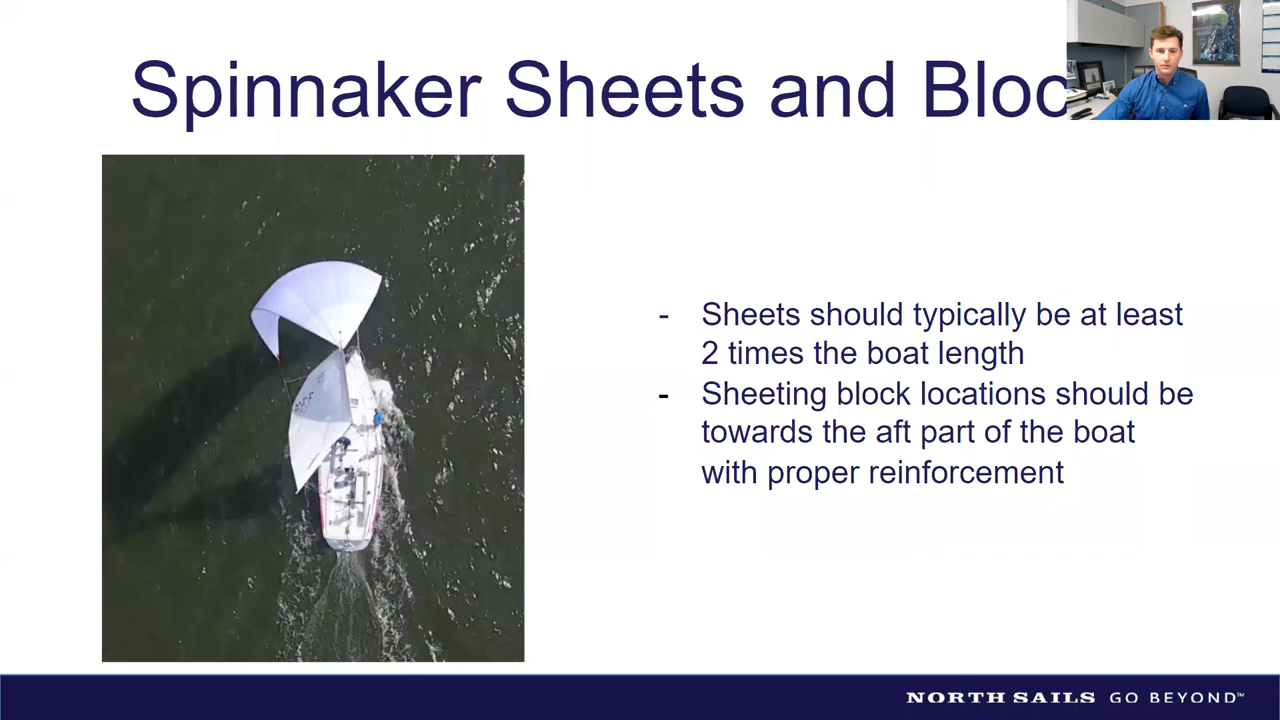 Spinnaker Sheets and Bloc
- Sheets should typically be at least
2 times the boat length
- Sheeting block locations should be
towards the aft part of the boat
with proper reinforcement
NORTH SAILS GO BEYOND™